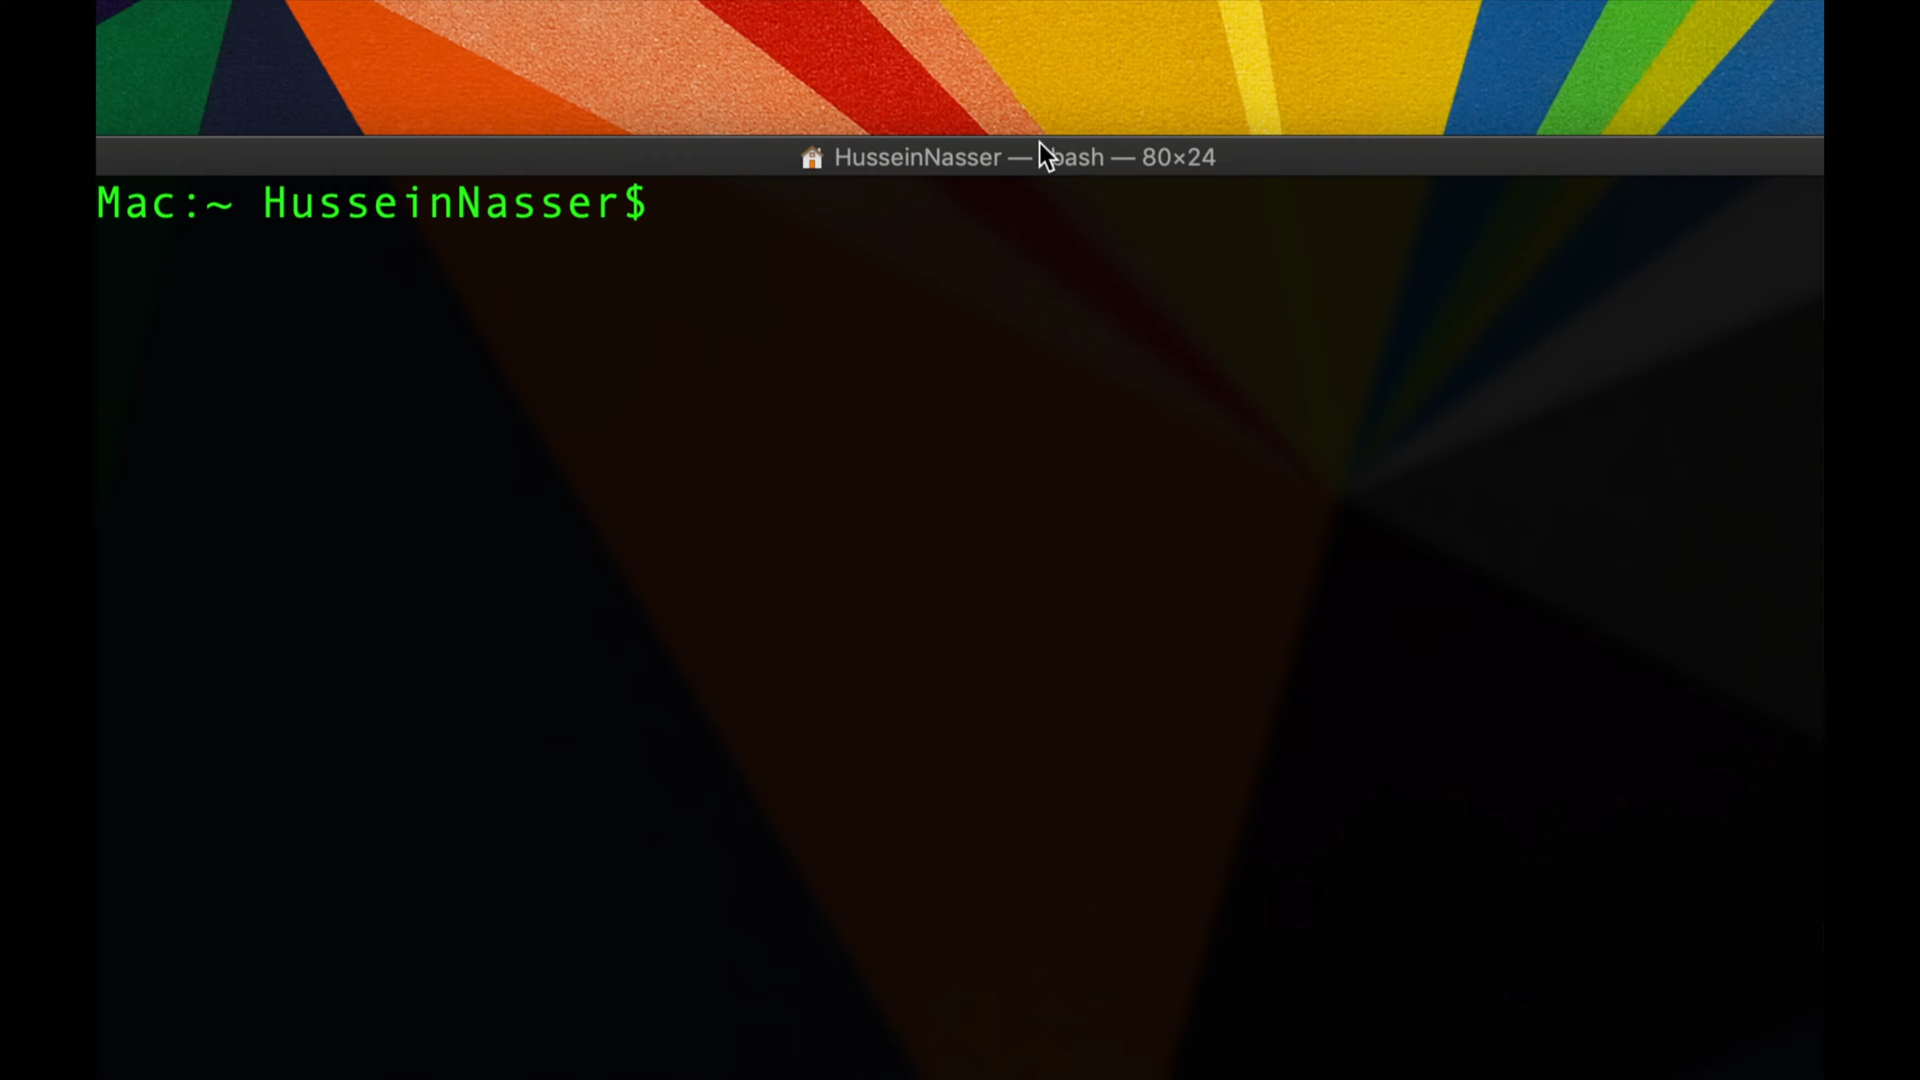 HusseinNasser — bash — 80×24
Mac:~ HusseinNasser$